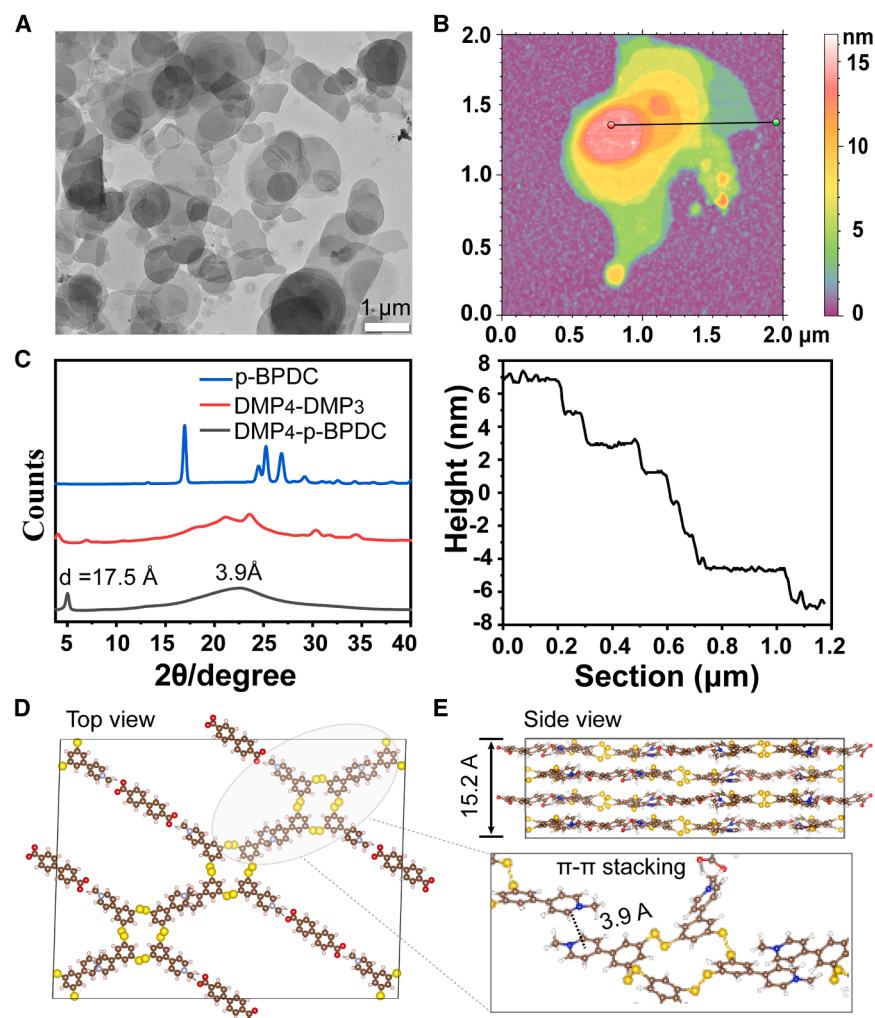 A
1 μm
B
2.0
1.5
1.0
0.5
0.0
0.0 0.5 1.0 1.5 2.0
μm
nm
15
10
5
0
C
p-BPDC
DMP4-DMP3
DMP4-p-BPDC
d =17.5 Å
3.9Å
Counts
5 10 15 20 25 30 35 40
2θ/degree
Height (nm)
8
6
4
2
0
-2
-4
-6
-8
0.0 0.2 0.4 0.6 0.8 1.0 1.2
Section (μm)
D
Top view
E
Side view
15.2 A
π-π stacking
3.9 A